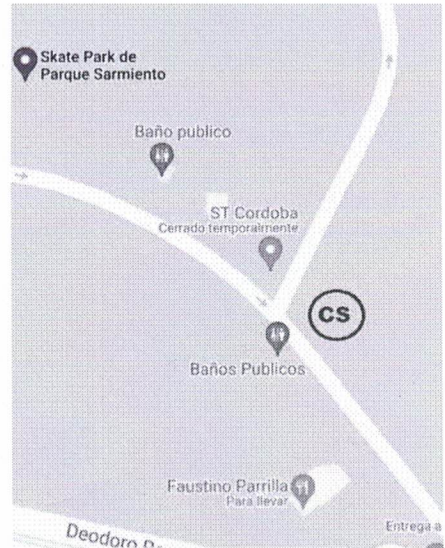 Skate Park de
Parque Sarmiento
Baño publico
ST Cordoba
Cerrado temporalmente
CS
Baños Publicos
Faustino Parrilla
Para llevar
Entrega a
Deodoro